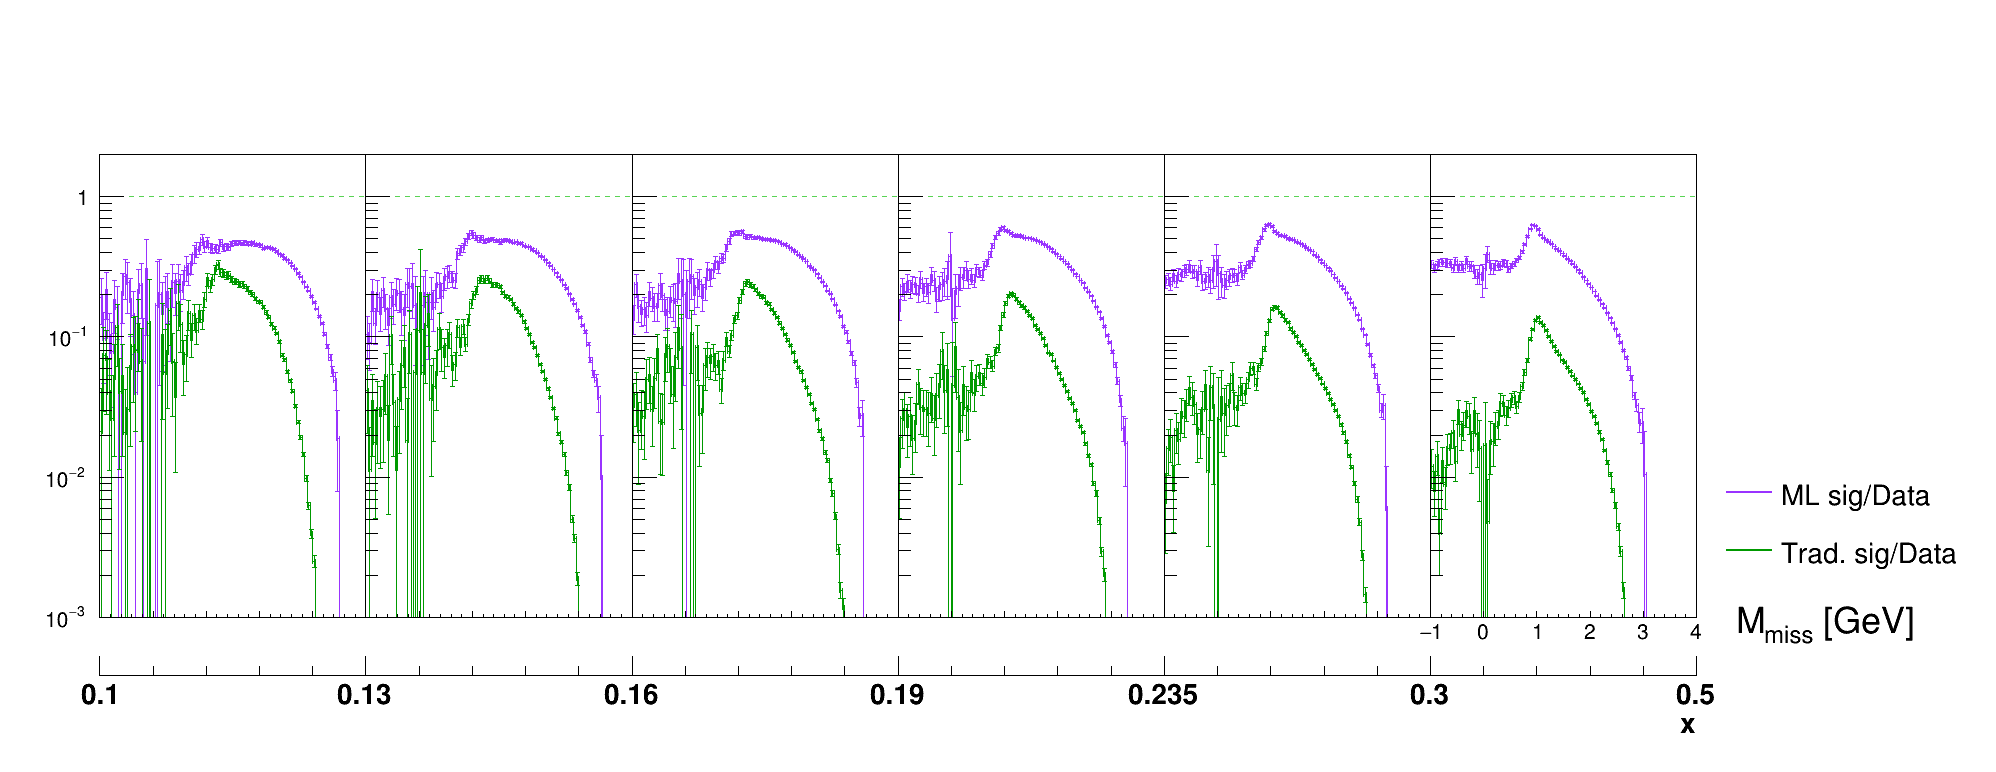 1
10⁻¹
10⁻²
10⁻³
ML sig/Data
Trad. sig/Data
−1 0 1 2 3 4
M_miss [GeV]
0.1 0.13 0.16 0.19 0.235 0.3 0.5
x